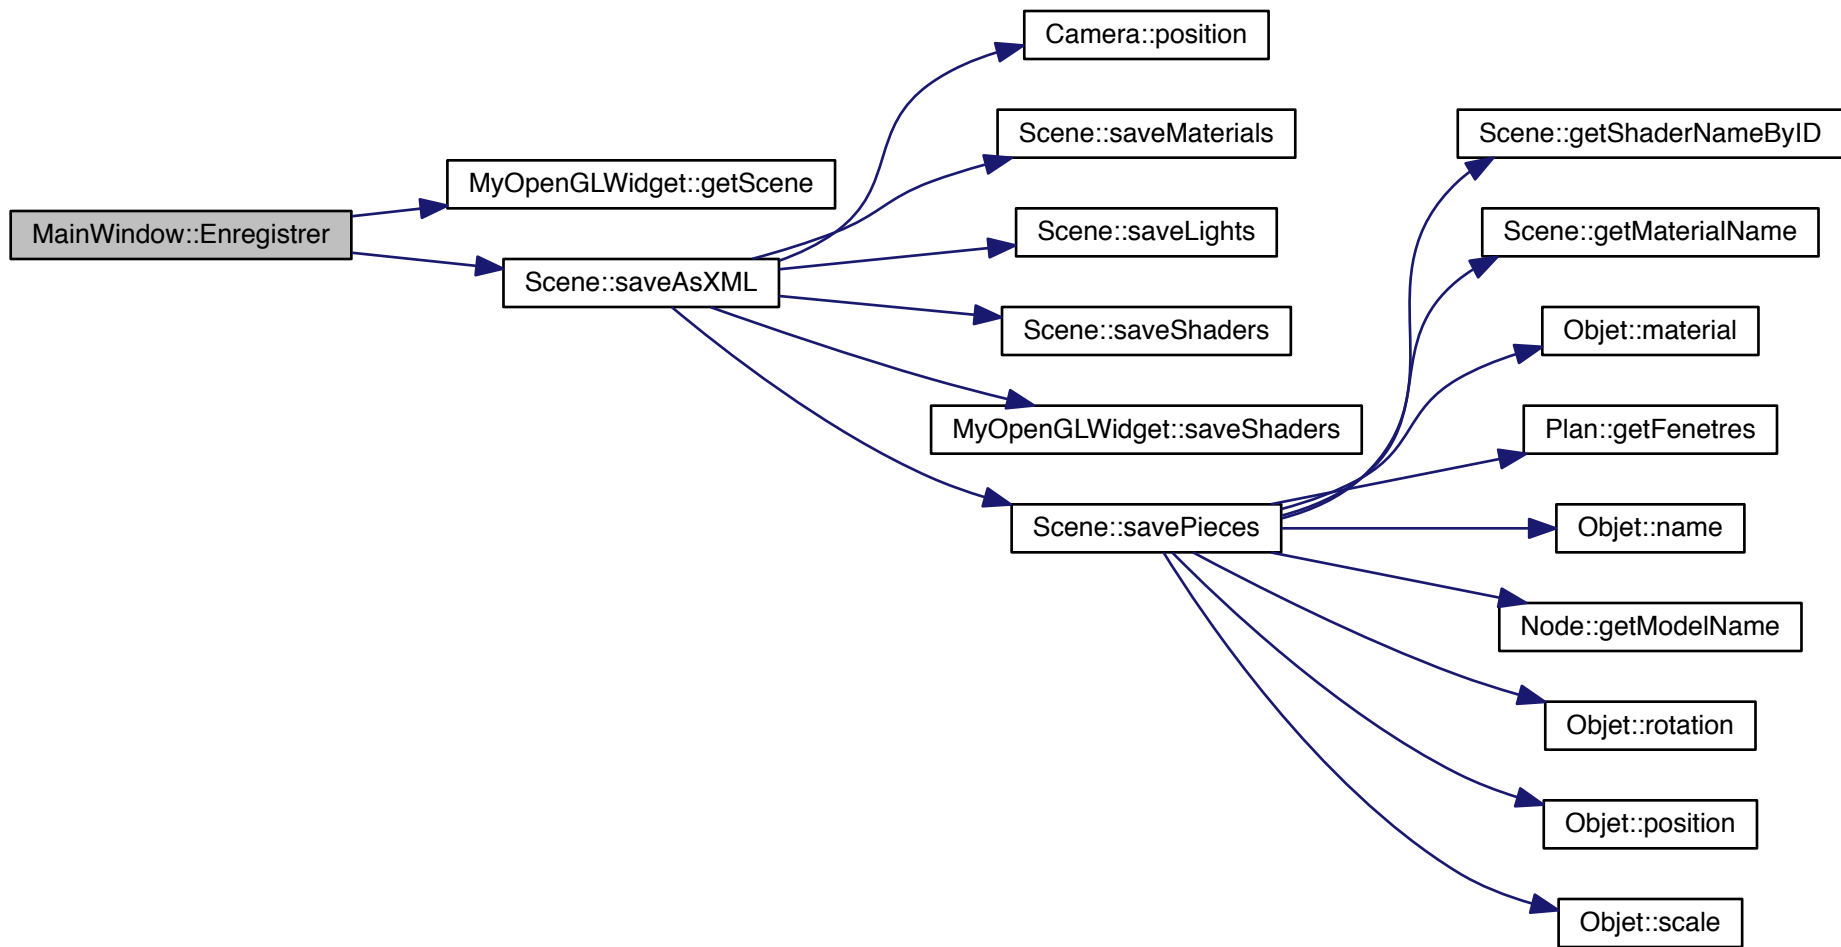 MainWindow::Enregistrer
MyOpenGLWidget::getScene
Scene::saveAsXML
Camera::position
Scene::saveMaterials
Scene::saveLights
Scene::saveShaders
MyOpenGLWidget::saveShaders
Scene::savePieces
Scene::getShaderNameByID
Scene::getMaterialName
Objet::material
Plan::getFenetres
Objet::name
Node::getModelName
Objet::rotation
Objet::position
Objet::scale